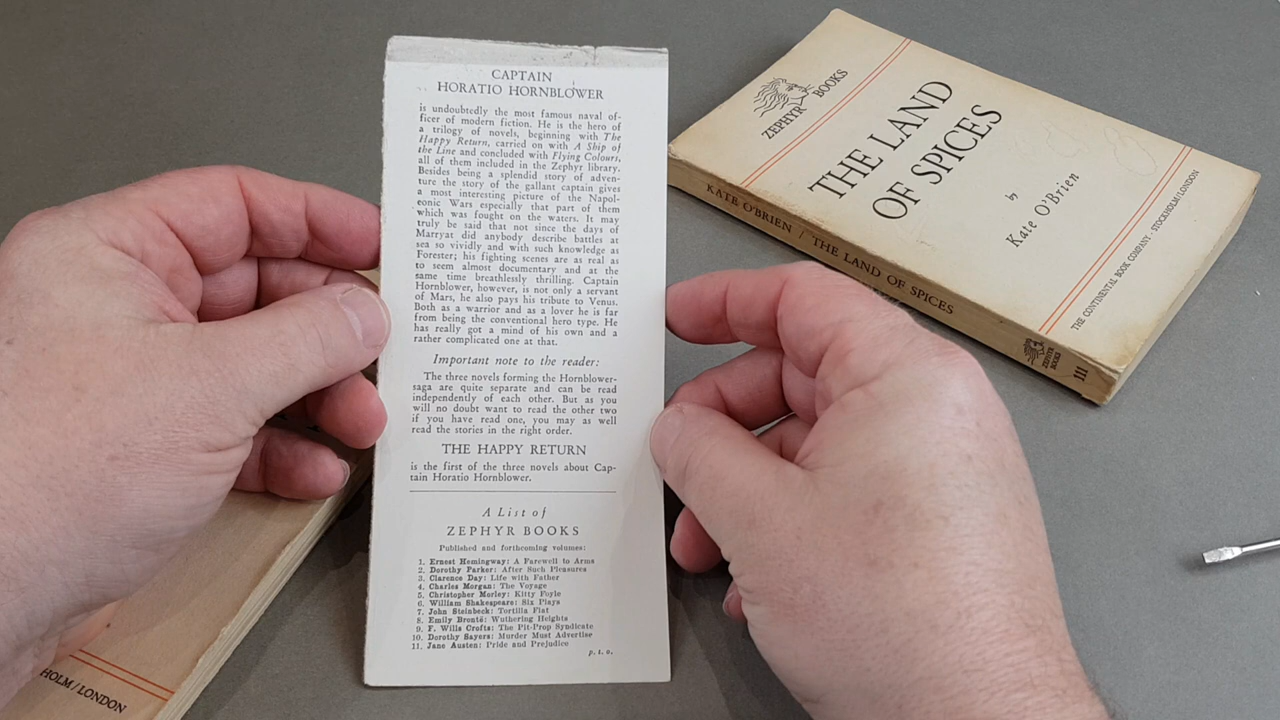 CAPTAIN
HORATIO HORNBLOWER
is undoubtedly the most famous naval of-
ficer of modern fiction. He is the hero of
a trilogy of novels, beginning with The
Happy Return, carried on with A Ship of
the Line and concluded with Flying Colours,
all of them included in the Zephyr library.
Besides being a splendid story of adven-
ture the story of the gallant captain gives
a most interesting picture of the Napol-
eonic Wars especially that part of them
which was fought on the waters. It may
truly be said that not since the days of
Marryat did anybody describe battles at
sea so vividly and with such knowledge as
Forester; his fighting scenes are as real as
to seem almost documentary and at the
same time breathlessly thrilling. Captain
Hornblower, however, is not only a servant
of Mars, he also pays his tribute to Venus.
Both as a warrior and as a lover he is far
from being the conventional hero type. He
has really got a mind of his own and a
rather complicated one at that.
Important note to the reader:
The three novels forming the Hornblower-
saga are quite separate and can be read
independently of each other. But as you
will no doubt want to read the other two
if you have read one, you may as well
read the stories in the right order.
THE HAPPY RETURN
is the first of the three novels about Cap-
tain Horatio Hornblower.
A List of
ZEPHYR BOOKS
Published and forthcoming volumes:
1. Ernest Hemingway: A Farewell to Arms
2. Dorothy Parker: After Such Pleasures
3. Clarence Day: Life with Father
4. Charles Morgan: The Voyage
5. Christopher Morley: Kitty Foyle
6. William Shakespeare: Six Plays
7. John Steinbeck: Tortilla Flat
8. Emily Brontë: Wuthering Heights
9. F. Wills Crofts: The Pit-Prop Syndicate
10. Dorothy Sayers: Murder Must Advertise
11. Jane Austen: Pride and Prejudice
p. t. o.
ZEPHYR BOOKS
THE LAND
OF SPICES
by
Kate O'Brien
THE CONTINENTAL BOOK COMPANY · STOCKHOLM/LONDON
KATE O'BRIEN / THE LAND OF SPICES
ZEPHYR
BOOKS
111
HOLM/LONDON